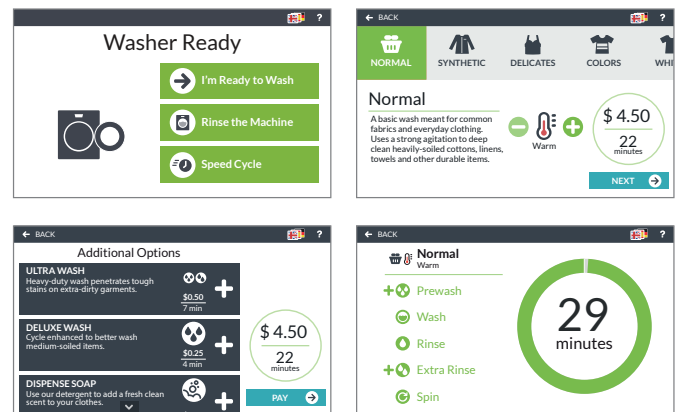 ?
Washer Ready
I'm Ready to Wash
Rinse the Machine
Speed Cycle
BACK
?
NORMAL
SYNTHETIC
DELICATES
COLORS
WHI
Normal
A basic wash meant for common
fabrics and everyday clothing.
Uses a strong agitation to deep
clean heavily-soiled cottons, linens,
towels and other durable items.
Warm
$ 4.50
22
minutes
NEXT
BACK
?
Additional Options
ULTRA WASH
Heavy-duty wash penetrates tough
stains on extra-dirty garments.
$0.50
7 min
DELUXE WASH
Cycle enhanced to better wash
medium-soiled items.
$0.25
4 min
DISPENSE SOAP
Use our detergent to add a fresh clean
scent to your clothes.
$ 4.50
22
minutes
PAY
BACK
?
Normal
Warm
Prewash
Wash
Rinse
Extra Rinse
Spin
29
minutes